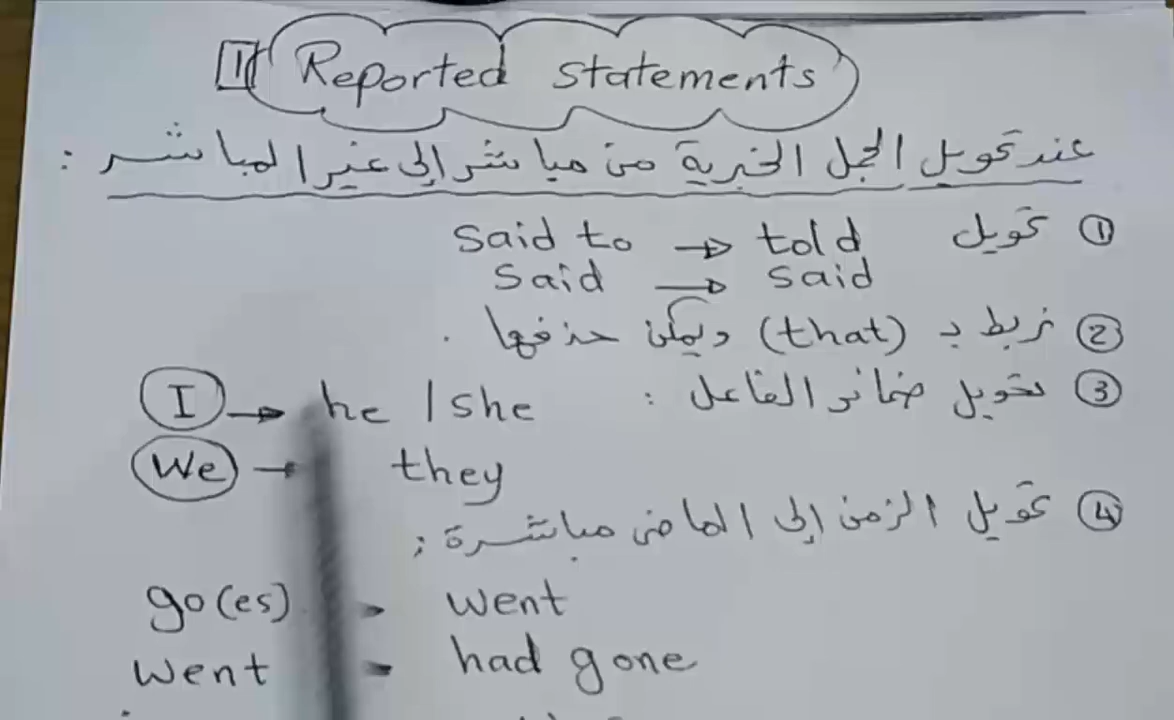 1 Reported statements
عند تحويل الجمل الخبرية من مباشر إلى غير المباشر :
① تحويل said to → told
said → said
② نربط بـ (that) ويمكن حذفها .
③ تحويل ضمائر الفاعل :
I → he / she
We → they
④ تحويل الزمن إلى الماضي مباشرة :
go(es) → went
went → had gone